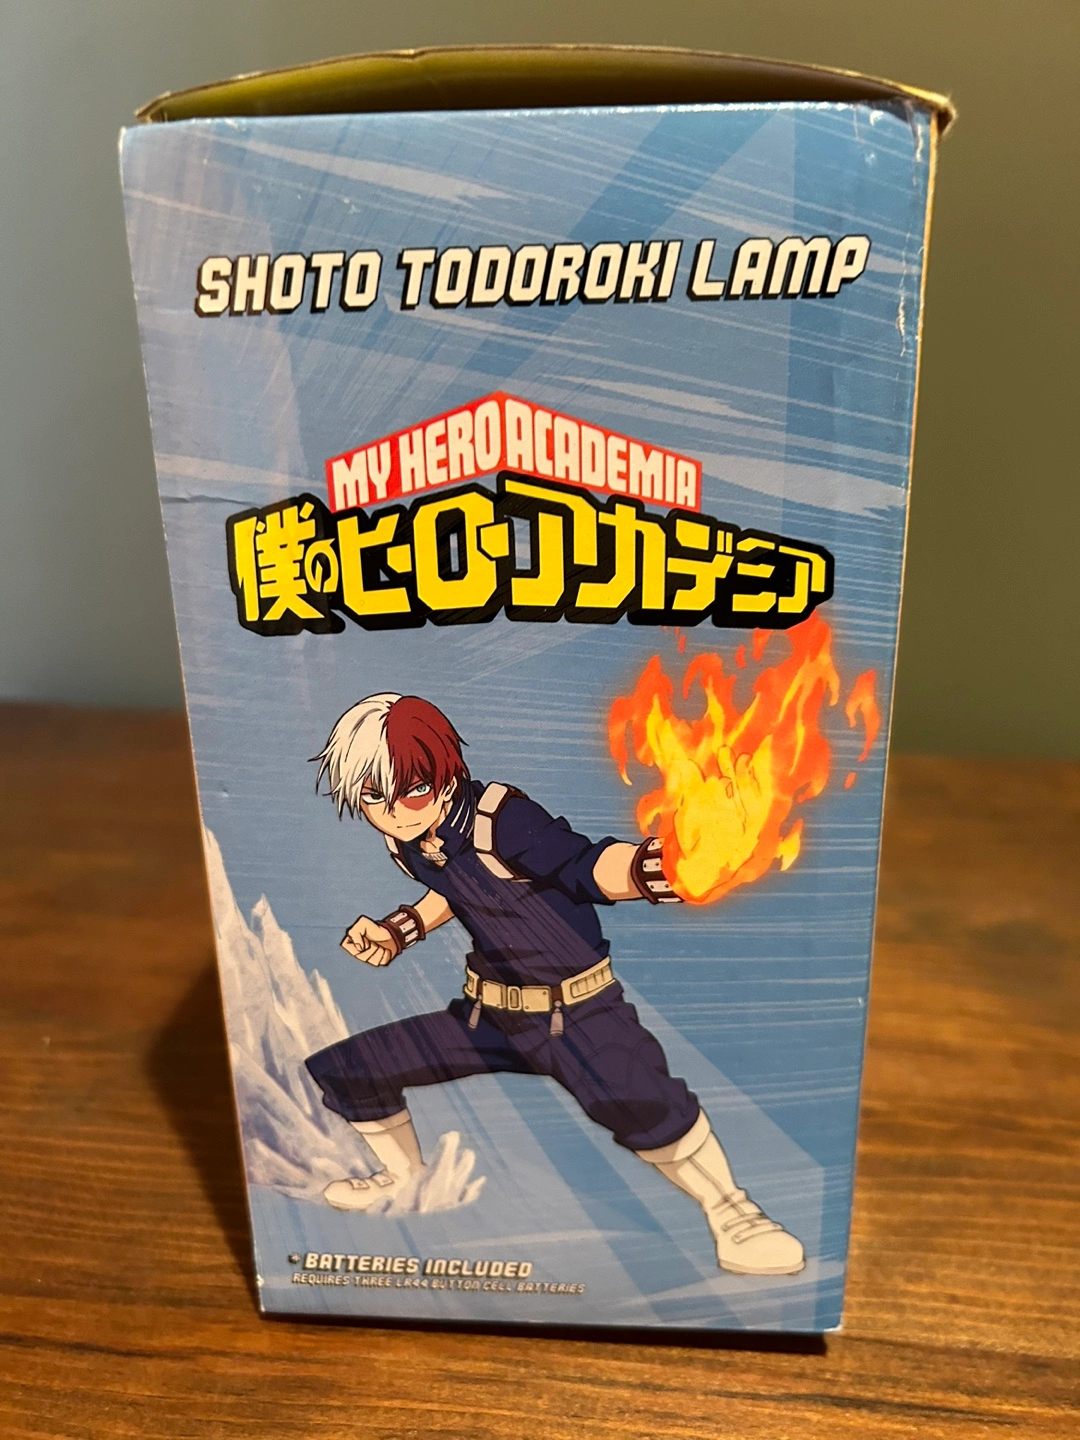 SHOTO TODOROKI LAMP
MY HERO ACADEMIA
僕のヒーローアカデミア
* BATTERIES INCLUDED
REQUIRES THREE LR44 BUTTON CELL BATTERIES